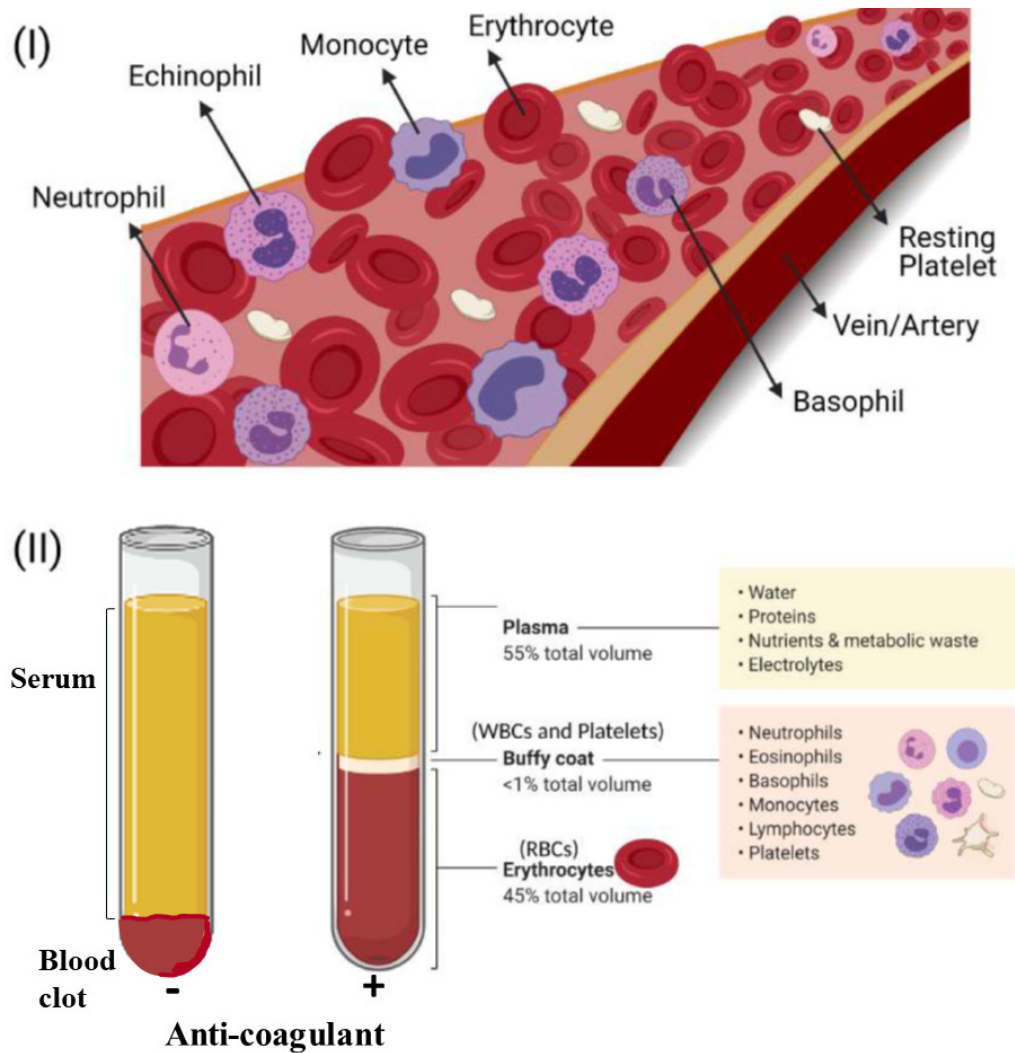 (I)
Monocyte
Erythrocyte
Echinophil
Neutrophil
Resting
Platelet
Vein/Artery
Basophil
(II)
Serum
Blood
clot
-
+
Anti-coagulant
Plasma
55% total volume
(WBCs and Platelets)
Buffy coat
<1% total volume
(RBCs)
Erythrocytes
45% total volume
• Water
• Proteins
• Nutrients & metabolic waste
• Electrolytes
• Neutrophils
• Eosinophils
• Basophils
• Monocytes
• Lymphocytes
• Platelets